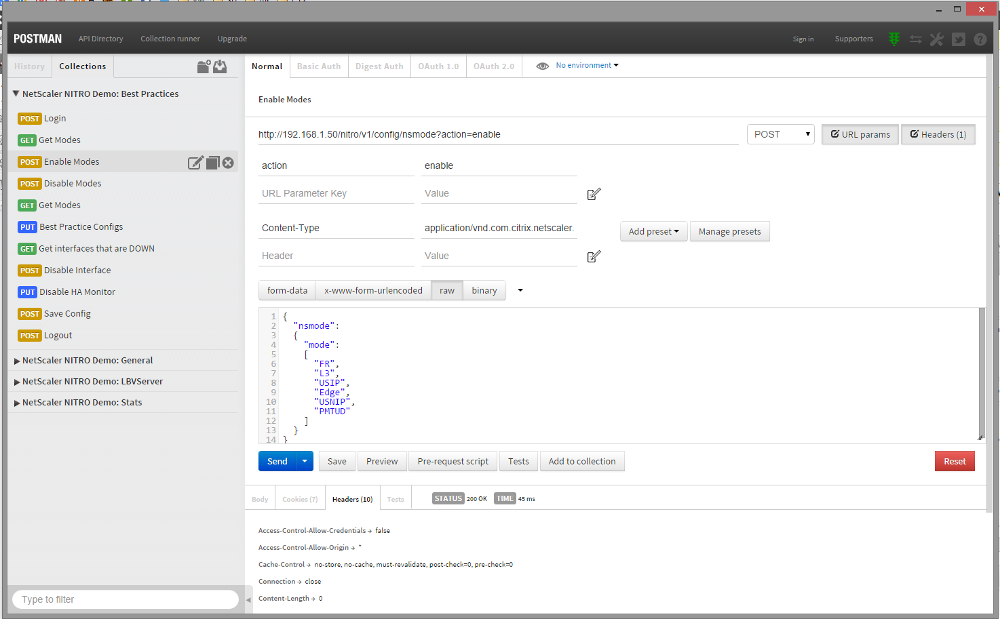 POSTMAN API Directory Collection runner Upgrade Sign in Supporters
History Collections
NetScaler NITRO Demo: Best Practices
POST Login
GET Get Modes
POST Enable Modes
POST Disable Modes
GET Get Modes
PUT Best Practice Configs
GET Get interfaces that are DOWN
POST Disable Interface
PUT Disable HA Monitor
POST Save Config
POST Logout
NetScaler NITRO Demo: General
NetScaler NITRO Demo: LBVServer
NetScaler NITRO Demo: Stats
Type to filter
Normal Basic Auth Digest Auth OAuth 1.0 OAuth 2.0 No environment
Enable Modes
http://192.168.1.50/nitro/v1/config/nsmode?action=enable POST URL params Headers (1)
action enable
URL Parameter Key Value
Content-Type application/vnd.com.citrix.netscaler. Add preset Manage presets
Header Value
form-data x-www-form-urlencoded raw binary
1 {
2 "nsmode":
3 {
4 "mode":
5 [
6 "FR",
7 "L3",
8 "USIP",
9 "Edge",
10 "USNIP",
11 "PMTUD"
12 ]
13 }
14 }
Send Save Preview Pre-request script Tests Add to collection Reset
Body Cookies (7) Headers (10) Tests STATUS 200 OK TIME 45 ms
Access-Control-Allow-Credentials → false
Access-Control-Allow-Origin → *
Cache-Control → no-store, no-cache, must-revalidate, post-check=0, pre-check=0
Connection → close
Content-Length → 0